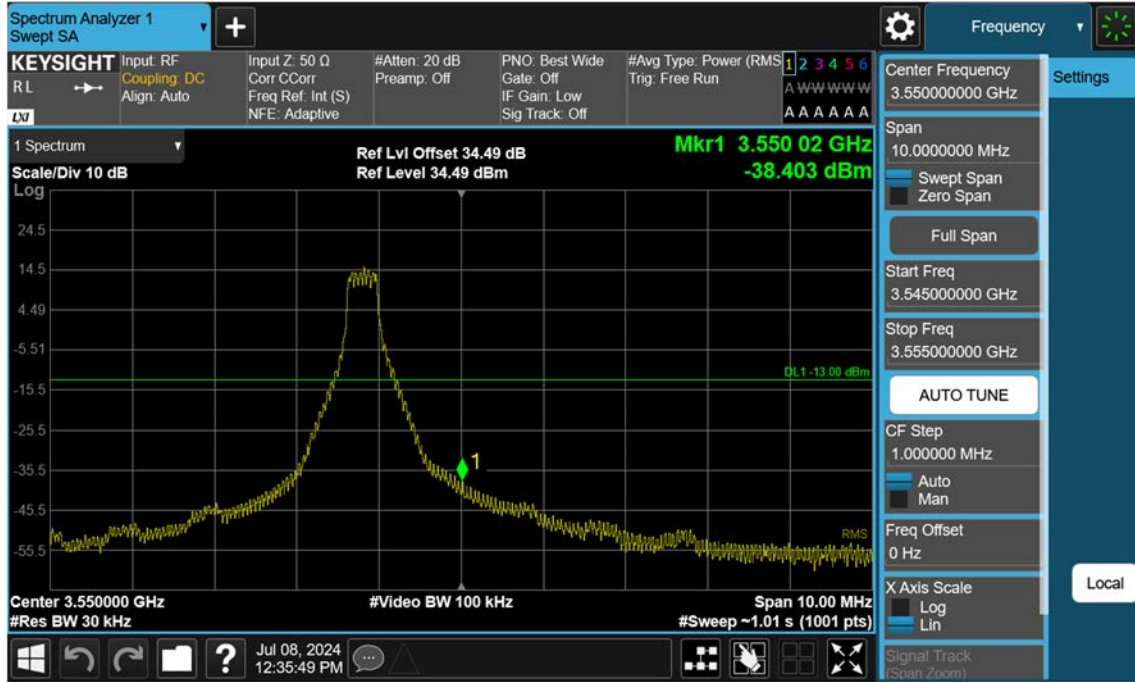 Spectrum Analyzer 1
Swept SA
+
Frequency
KEYSIGHT
R L
LXI
Input: RF
Coupling: DC
Align: Auto
Input Z: 50 Ω
Corr CCorr
Freq Ref: Int (S)
NFE: Adaptive
#Atten: 20 dB
Preamp: Off
PNO: Best Wide
Gate: Off
IF Gain: Low
Sig Track: Off
#Avg Type: Power (RMS
Trig: Free Run
1 2 3 4 5 6
A W W W W W
A A A A A A
1 Spectrum
Scale/Div 10 dB
Log
Ref Lvl Offset 34.49 dB
Ref Level 34.49 dBm
Mkr1 3.550 02 GHz
-38.403 dBm
24.5
14.5
4.49
-5.51
DL1 -13.00 dBm
-15.5
-25.5
1
-35.5
-45.5
RMS
-55.5
Center 3.550000 GHz
#Video BW 100 kHz
Span 10.00 MHz
#Res BW 30 kHz
#Sweep ~1.01 s (1001 pts)
Center Frequency
3.550000000 GHz
Settings
Span
10.0000000 MHz
Swept Span
Zero Span
Full Span
Start Freq
3.545000000 GHz
Stop Freq
3.555000000 GHz
AUTO TUNE
CF Step
1.000000 MHz
Auto
Man
Freq Offset
0 Hz
X Axis Scale
Log
Lin
Local
Signal Track
(Span Zoom)
?
Jul 08, 2024
12:35:49 PM